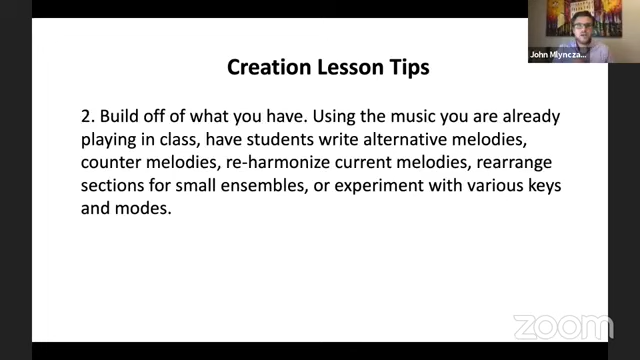 John Mlyncza...
Creation Lesson Tips
2. Build off of what you have. Using the music you are already
playing in class, have students write alternative melodies,
counter melodies, re-harmonize current melodies, rearrange
sections for small ensembles, or experiment with various keys
and modes.
zoom